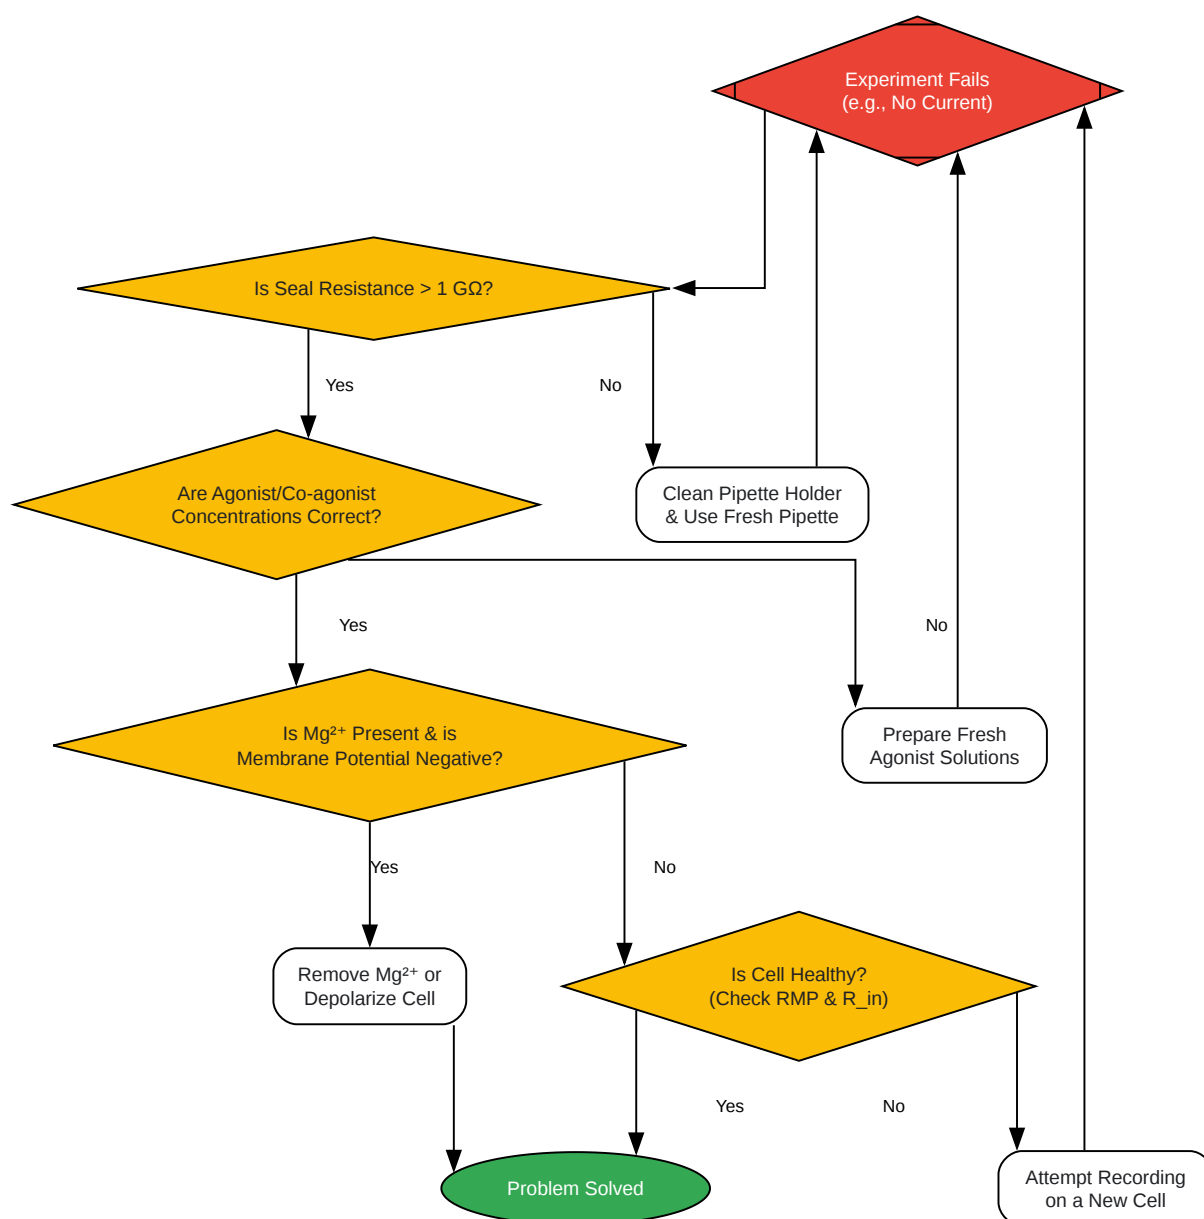 Experiment Fails
(e.g., No Current)
Is Seal Resistance > 1 GΩ?
Yes
No
Are Agonist/Co-agonist
Concentrations Correct?
Clean Pipette Holder
& Use Fresh Pipette
Yes
No
Is Mg²⁺ Present & is
Membrane Potential Negative?
Prepare Fresh
Agonist Solutions
Yes
No
Remove Mg²⁺ or
Depolarize Cell
Is Cell Healthy?
(Check RMP & R_in)
Yes
No
Problem Solved
Attempt Recording
on a New Cell